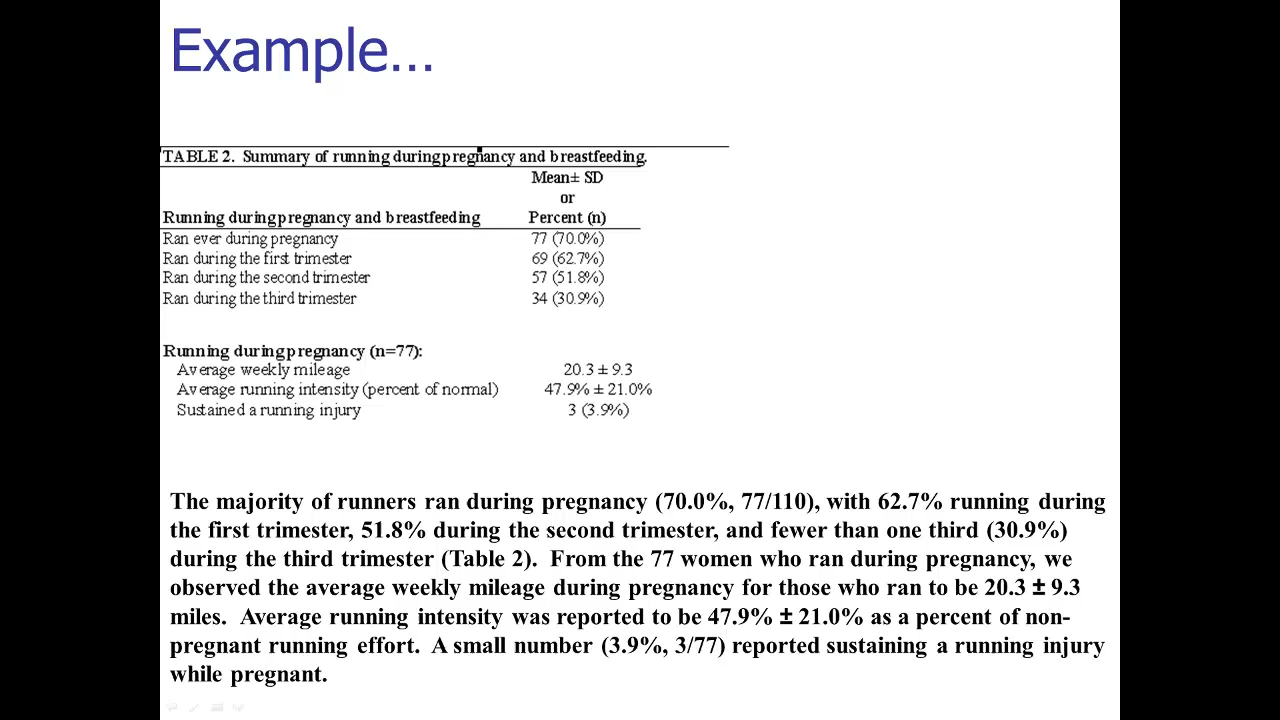 Example...
TABLE 2. Summary of running during pregnancy and breastfeeding.
Mean± SD
or
Running during pregnancy and breastfeeding Percent (n)
Ran ever during pregnancy 77 (70.0%)
Ran during the first trimester 69 (62.7%)
Ran during the second trimester 57 (51.8%)
Ran during the third trimester 34 (30.9%)
Running during pregnancy (n=77):
Average weekly mileage 20.3 ± 9.3
Average running intensity (percent of normal) 47.9% ± 21.0%
Sustained a running injury 3 (3.9%)
The majority of runners ran during pregnancy (70.0%, 77/110), with 62.7% running during
the first trimester, 51.8% during the second trimester, and fewer than one third (30.9%)
during the third trimester (Table 2). From the 77 women who ran during pregnancy, we
observed the average weekly mileage during pregnancy for those who ran to be 20.3 ± 9.3
miles. Average running intensity was reported to be 47.9% ± 21.0% as a percent of non-
pregnant running effort. A small number (3.9%, 3/77) reported sustaining a running injury
while pregnant.